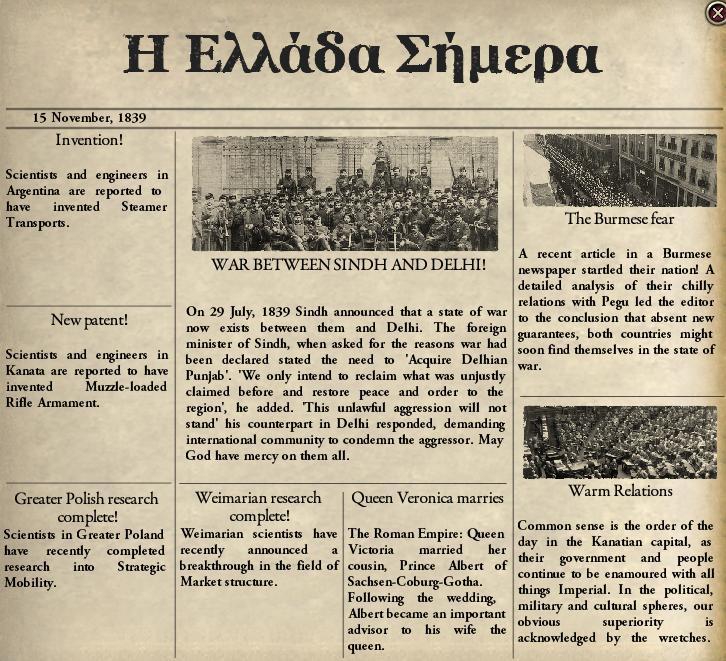 Η Ελλάδα Σήμερα
15 November, 1839
Invention!
Scientists and engineers in
Argentina are reported to
have invented Steamer
Transports.
New patent!
Scientists and engineers in
Kanata are reported to have
invented Muzzle-loaded
Rifle Armament.
Greater Polish research
complete!
Scientists in Greater Poland
have recently completed
research into Strategic
Mobility.
WAR BETWEEN SINDH AND DELHI!
On 29 July, 1839 Sindh announced that a state of war
now exists between them and Delhi. The foreign
minister of Sindh, when asked for the reasons war had
been declared stated the need to 'Acquire Delhian
Punjab'. 'We only intend to reclaim what was unjustly
claimed before and restore peace and order to the
region', he added. 'This unlawful aggression will not
stand' his counterpart in Delhi responded, demanding
international community to condemn the aggressor. May
God have mercy on them all.
Weimarian research
complete!
Weimarian scientists have
recently announced a
breakthrough in the field of
Market structure.
Queen Veronica marries
The Roman Empire: Queen
Victoria married her
cousin, Prince Albert of
Sachsen-Coburg-Gotha.
Following the wedding,
Albert became an important
advisor to his wife the
queen.
The Burmese fear
A recent article in a Burmese
newspaper startled their nation! A
detailed analysis of their chilly
relations with Pegu led the editor
to the conclusion that absent new
guarantees, both countries might
soon find themselves in the state of
war.
Warm Relations
Common sense is the order of the
day in the Kanatian capital, as
their government and people
continue to be enamoured with all
things Imperial. In the political,
military and cultural spheres, our
obvious superiority is
acknowledged by the wretches.